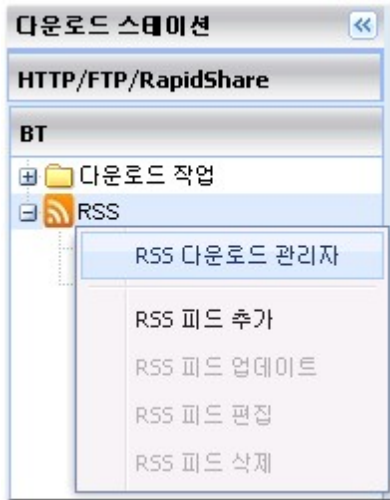 다운로드 스테이션
HTTP/FTP/RapidShare
BT
다운로드 작업
RSS
RSS 다운로드 관리자
RSS 피드 추가
RSS 피드 업데이트
RSS 피드 편집
RSS 피드 삭제